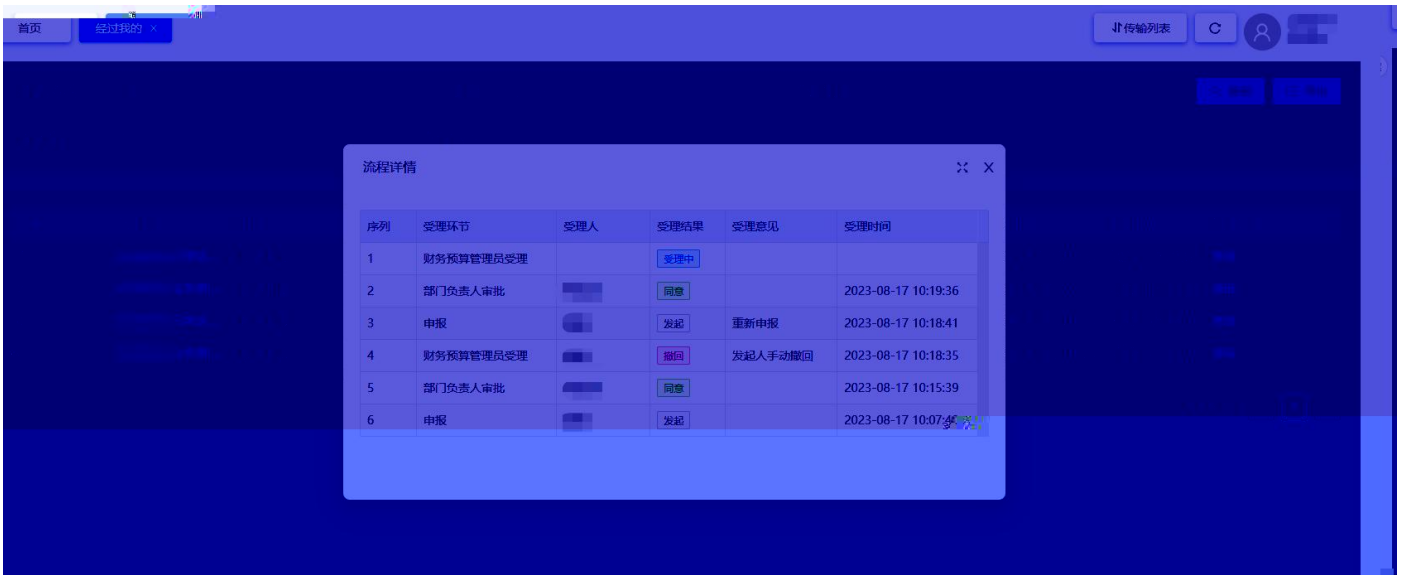 首页
经过我的 ×
传输列表
流程详情
序列 受理环节 受理人 受理结果 受理意见 受理时间
1 财务预算管理员受理 受理中
2 部门负责人审批 同意 2023-08-17 10:19:36
3 申报 发起 重新申报 2023-08-17 10:18:41
4 财务预算管理员受理 撤回 发起人手动撤回 2023-08-17 10:18:35
5 部门负责人审批 同意 2023-08-17 10:15:39
6 申报 发起 2023-08-17